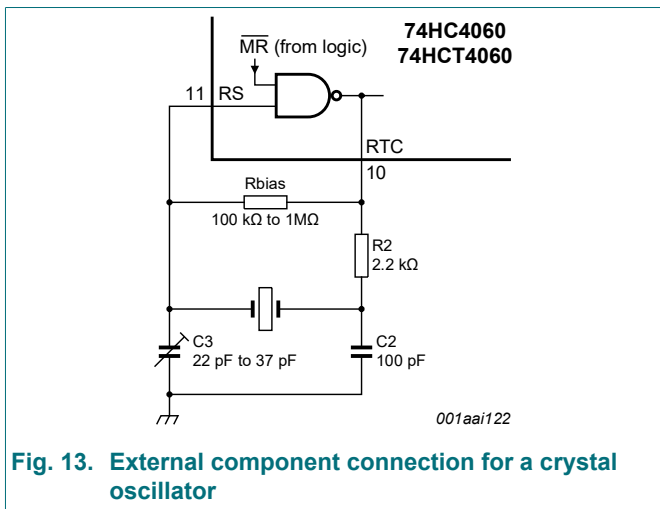 74HC4060
74HCT4060
MR (from logic)
11 RS
RTC
10
Rbias
100 kΩ to 1MΩ
R2
2.2 kΩ
C3
22 pF to 37 pF
C2
100 pF
001aai122
Fig. 13. External component connection for a crystal
oscillator